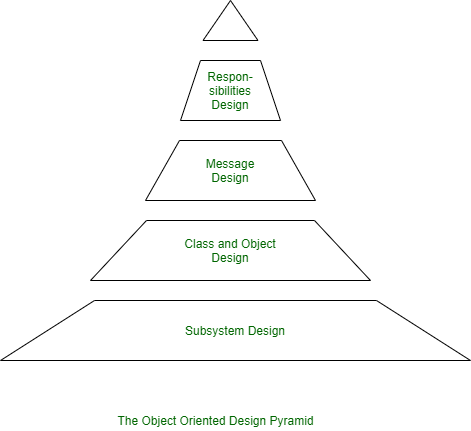 Respon-
sibilities
Design
Message
Design
Class and Object
Design
Subsystem Design
The Object Oriented Design Pyramid